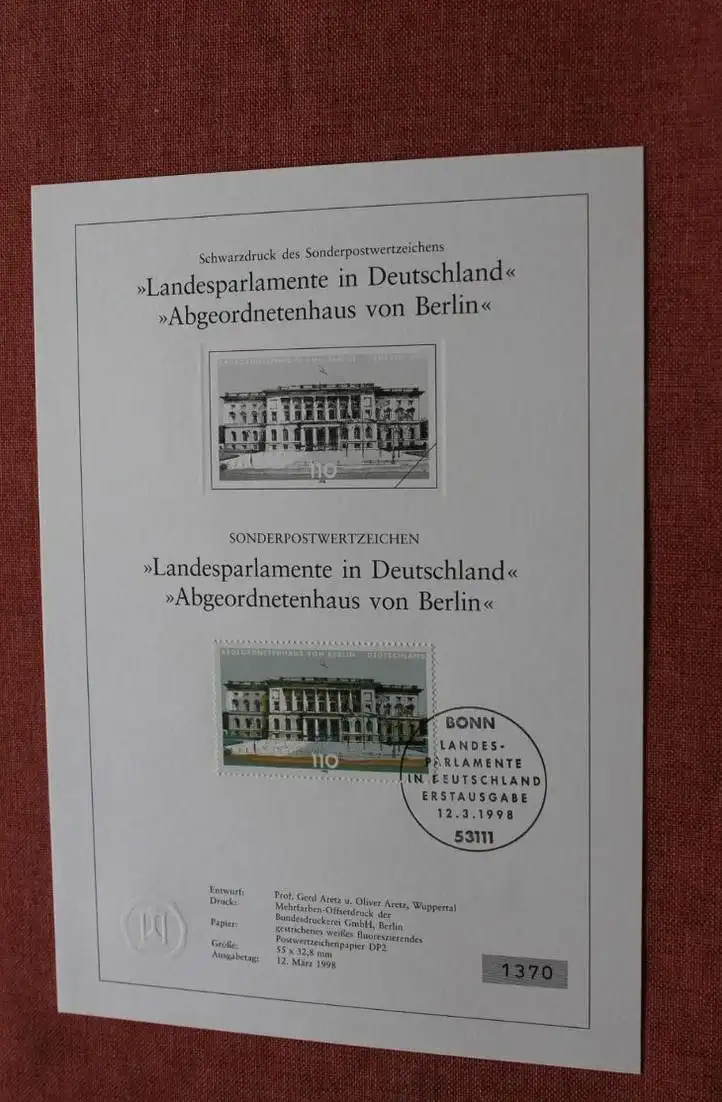 Schwarzdruck des Sonderpostwertzeichens
»Landesparlamente in Deutschland«
»Abgeordnetenhaus von Berlin«
110
SONDERPOSTWERTZEICHEN
»Landesparlamente in Deutschland«
»Abgeordnetenhaus von Berlin«
ABGEORDNETENHAUS VON BERLIN DEUTSCHLAND
110
BONN
LANDES-
PARLAMENTE
IN DEUTSCHLAND
ERSTAUSGABE
12.3.1998
53111
Entwurf: Prof. Gerd Aretz u. Oliver Aretz, Wuppertal
Druck: Mehrfarben-Offsetdruck der
Bundesdruckerei GmbH, Berlin
Papier: gestrichenes weißes fluoreszierendes
Postwertzeichenpapier DP2
Größe: 55 x 32,8 mm
Ausgabetag: 12. März 1998
1370